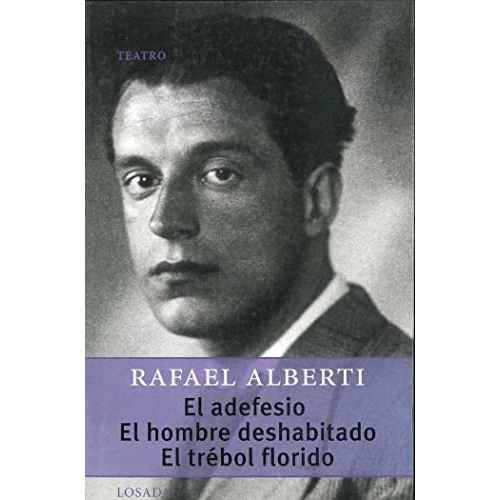 TEATRO
RAFAEL ALBERTI
El adefesio
El hombre deshabitado
El trébol florido
LOSADA